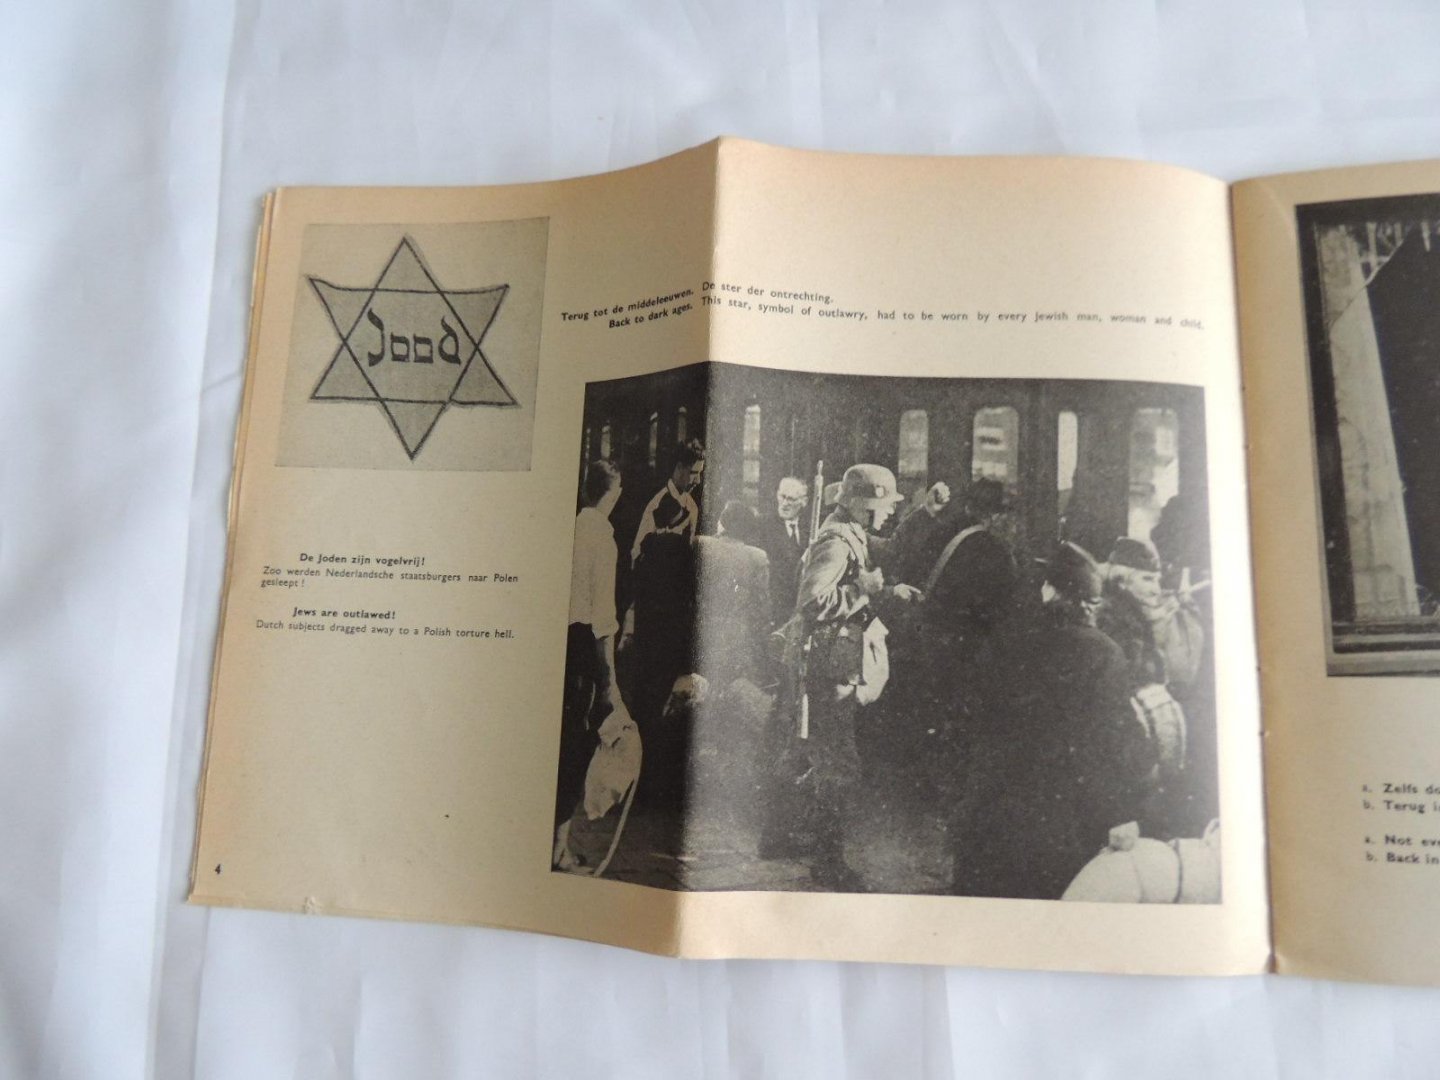 Jood
Terug tot de middeleeuwen. De ster der ontrechting.
Back to dark ages. This star, symbol of outlawry, had to be worn by every Jewish man, woman and child.
De Joden zijn vogelvrij!
Zoo werden Nederlandsche staatsburgers naar Polen
gesleept!
Jews are outlawed!
Dutch subjects dragged away to a Polish torture hell.
4
a. Zelfs
b. Terug
a. Not
b. Back in